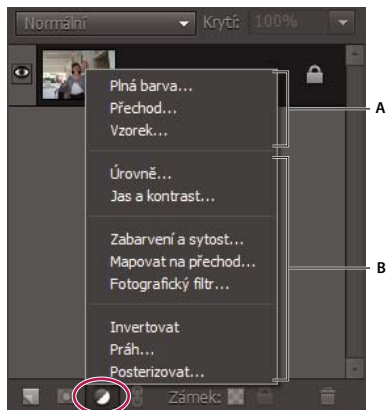 Normální Krytí: 100%
Plná barva...
Přechod...
Vzorek...
A
Úrovně...
Jas a kontrast...
Zabarvení a sytost...
Mapovat na přechod...
Fotografický filtr...
B
Invertovat
Práh...
Posterizovat...
Zámek: